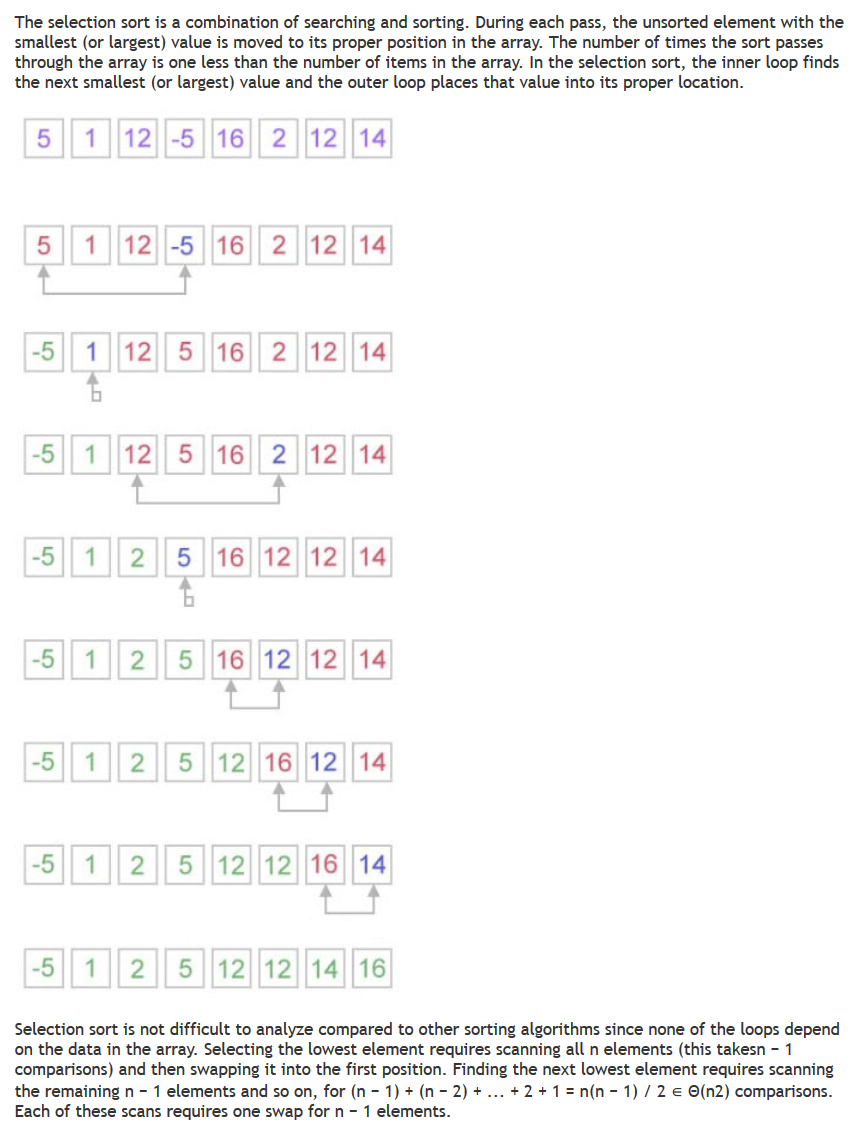 The selection sort is a combination of searching and sorting. During each pass, the unsorted element with the
smallest (or largest) value is moved to its proper position in the array. The number of times the sort passes
through the array is one less than the number of items in the array. In the selection sort, the inner loop finds
the next smallest (or largest) value and the outer loop places that value into its proper location.
5 1 12 -5 16 2 12 14
5 1 12 -5 16 2 12 14
-5 1 12 5 16 2 12 14
-5 1 12 5 16 2 12 14
-5 1 2 5 16 12 12 14
-5 1 2 5 16 12 12 14
-5 1 2 5 12 16 12 14
-5 1 2 5 12 12 16 14
-5 1 2 5 12 12 14 16
Selection sort is not difficult to analyze compared to other sorting algorithms since none of the loops depend
on the data in the array. Selecting the lowest element requires scanning all n elements (this takesn − 1
comparisons) and then swapping it into the first position. Finding the next lowest element requires scanning
the remaining n − 1 elements and so on, for (n − 1) + (n − 2) + ... + 2 + 1 = n(n − 1) / 2 ∈ Θ(n2) comparisons.
Each of these scans requires one swap for n − 1 elements.